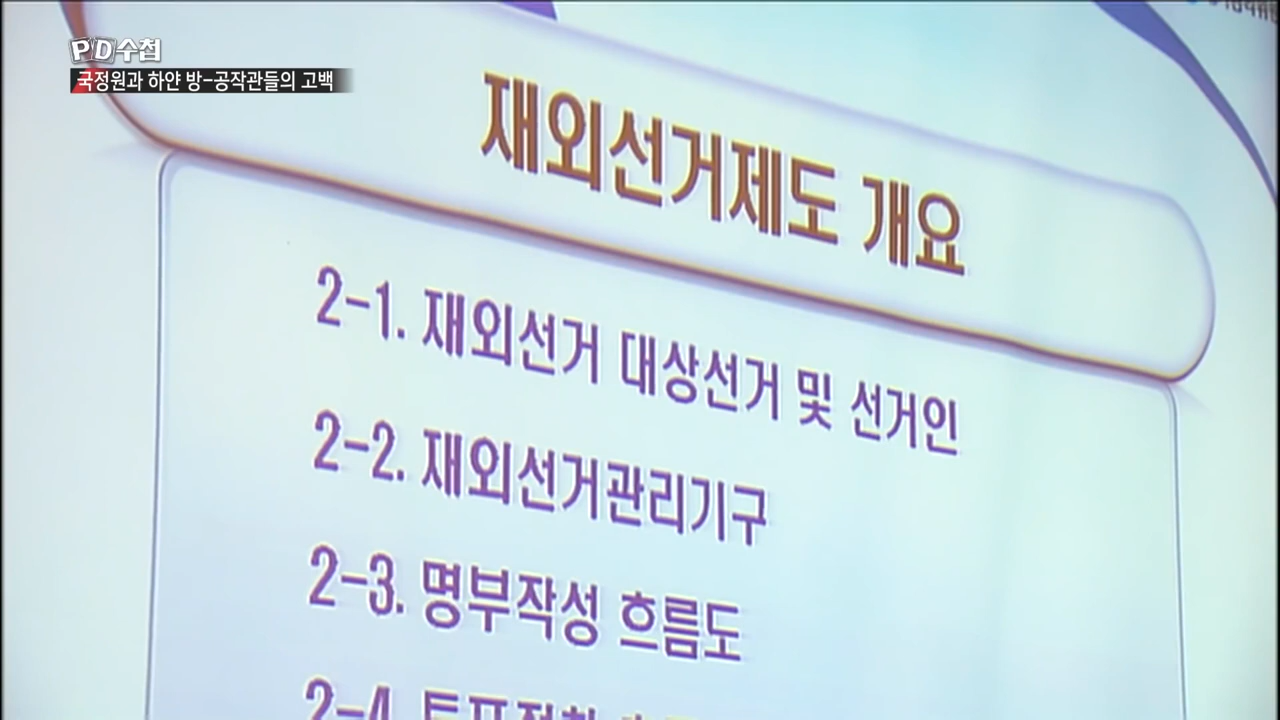 PD수첩
국정원과 하얀 방-공작관들의 고백
재외선거제도 개요
2-1. 재외선거 대상선거 및 선거인
2-2. 재외선거관리기구
2-3. 명부작성 흐름도
2-4.